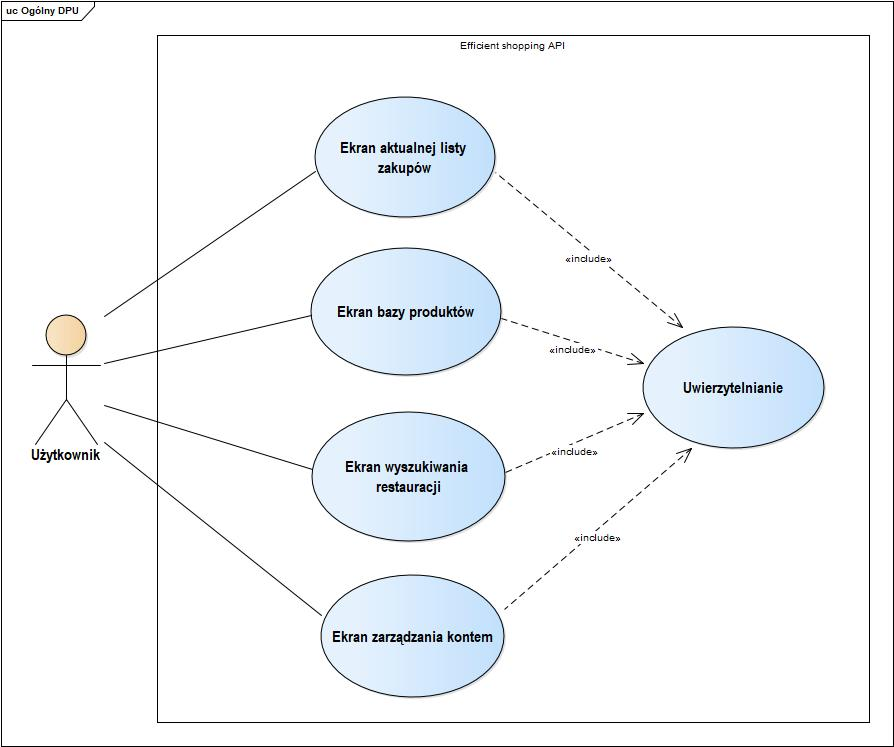 uc Ogólny DPU
Efficient shopping API
Ekran aktualnej listy
zakupów
«include»
Ekran bazy produktów
«include»
Uwierzytelnianie
Użytkownik
Ekran wyszukiwania
restauracji
«include»
«include»
Ekran zarządzania kontem